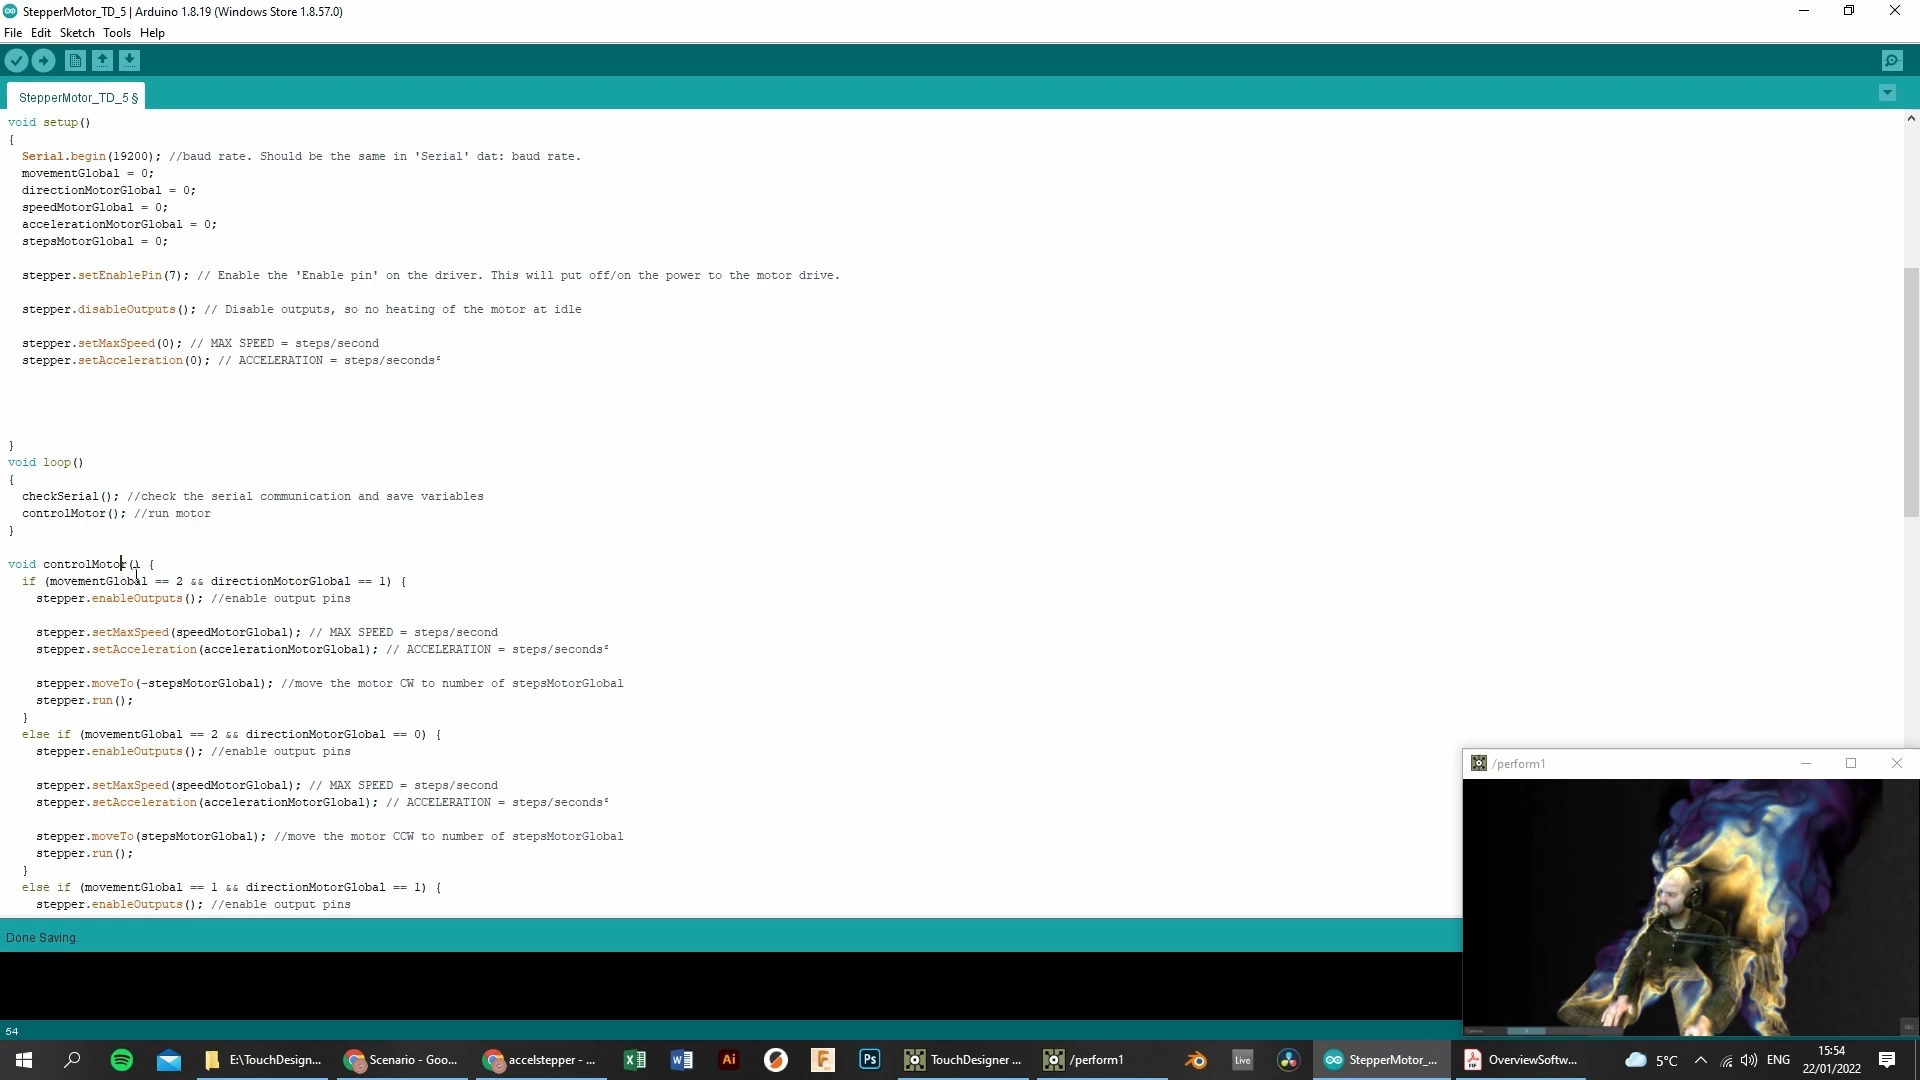 StepperMotor_TD_5 | Arduino 1.8.19 (Windows Store 1.8.57.0)
File Edit Sketch Tools Help
StepperMotor_TD_5 §
void setup()
{
Serial.begin(19200); //baud rate. Should be the same in 'Serial' dat: baud rate.
movementGlobal = 0;
directionMotorGlobal = 0;
speedMotorGlobal = 0;
accelerationMotorGlobal = 0;
stepsMotorGlobal = 0;
stepper.setEnablePin(7); // Enable the 'Enable pin' on the driver. This will put off/on the power to the motor drive.
stepper.disableOutputs(); // Disable outputs, so no heating of the motor at idle
stepper.setMaxSpeed(0); // MAX SPEED = steps/second
stepper.setAcceleration(0); // ACCELERATION = steps/seconds²
}
void loop()
{
checkSerial(); //check the serial communication and save variables
controlMotor(); //run motor
}
void controlMotor() {
if (movementGlobal == 2 && directionMotorGlobal == 1) {
stepper.enableOutputs(); //enable output pins
stepper.setMaxSpeed(speedMotorGlobal); // MAX SPEED = steps/second
stepper.setAcceleration(accelerationMotorGlobal); // ACCELERATION = steps/seconds²
stepper.moveTo(-stepsMotorGlobal); //move the motor CW to number of stepsMotorGlobal
stepper.run();
}
else if (movementGlobal == 2 && directionMotorGlobal == 0) {
stepper.enableOutputs(); //enable output pins
stepper.setMaxSpeed(speedMotorGlobal); // MAX SPEED = steps/second
stepper.setAcceleration(accelerationMotorGlobal); // ACCELERATION = steps/seconds²
stepper.moveTo(stepsMotorGlobal); //move the motor CCW to number of stepsMotorGlobal
stepper.run();
}
else if (movementGlobal == 1 && directionMotorGlobal == 1) {
stepper.enableOutputs(); //enable output pins
/perform1
Done Saving.
54
E:\TouchDesign... Scenario - Goo... accelstepper - ... Ai Ps TouchDesigner ... /perform1 Live StepperMotor_... OverviewSoftw... 5°C ENG
15:54
22/01/2022